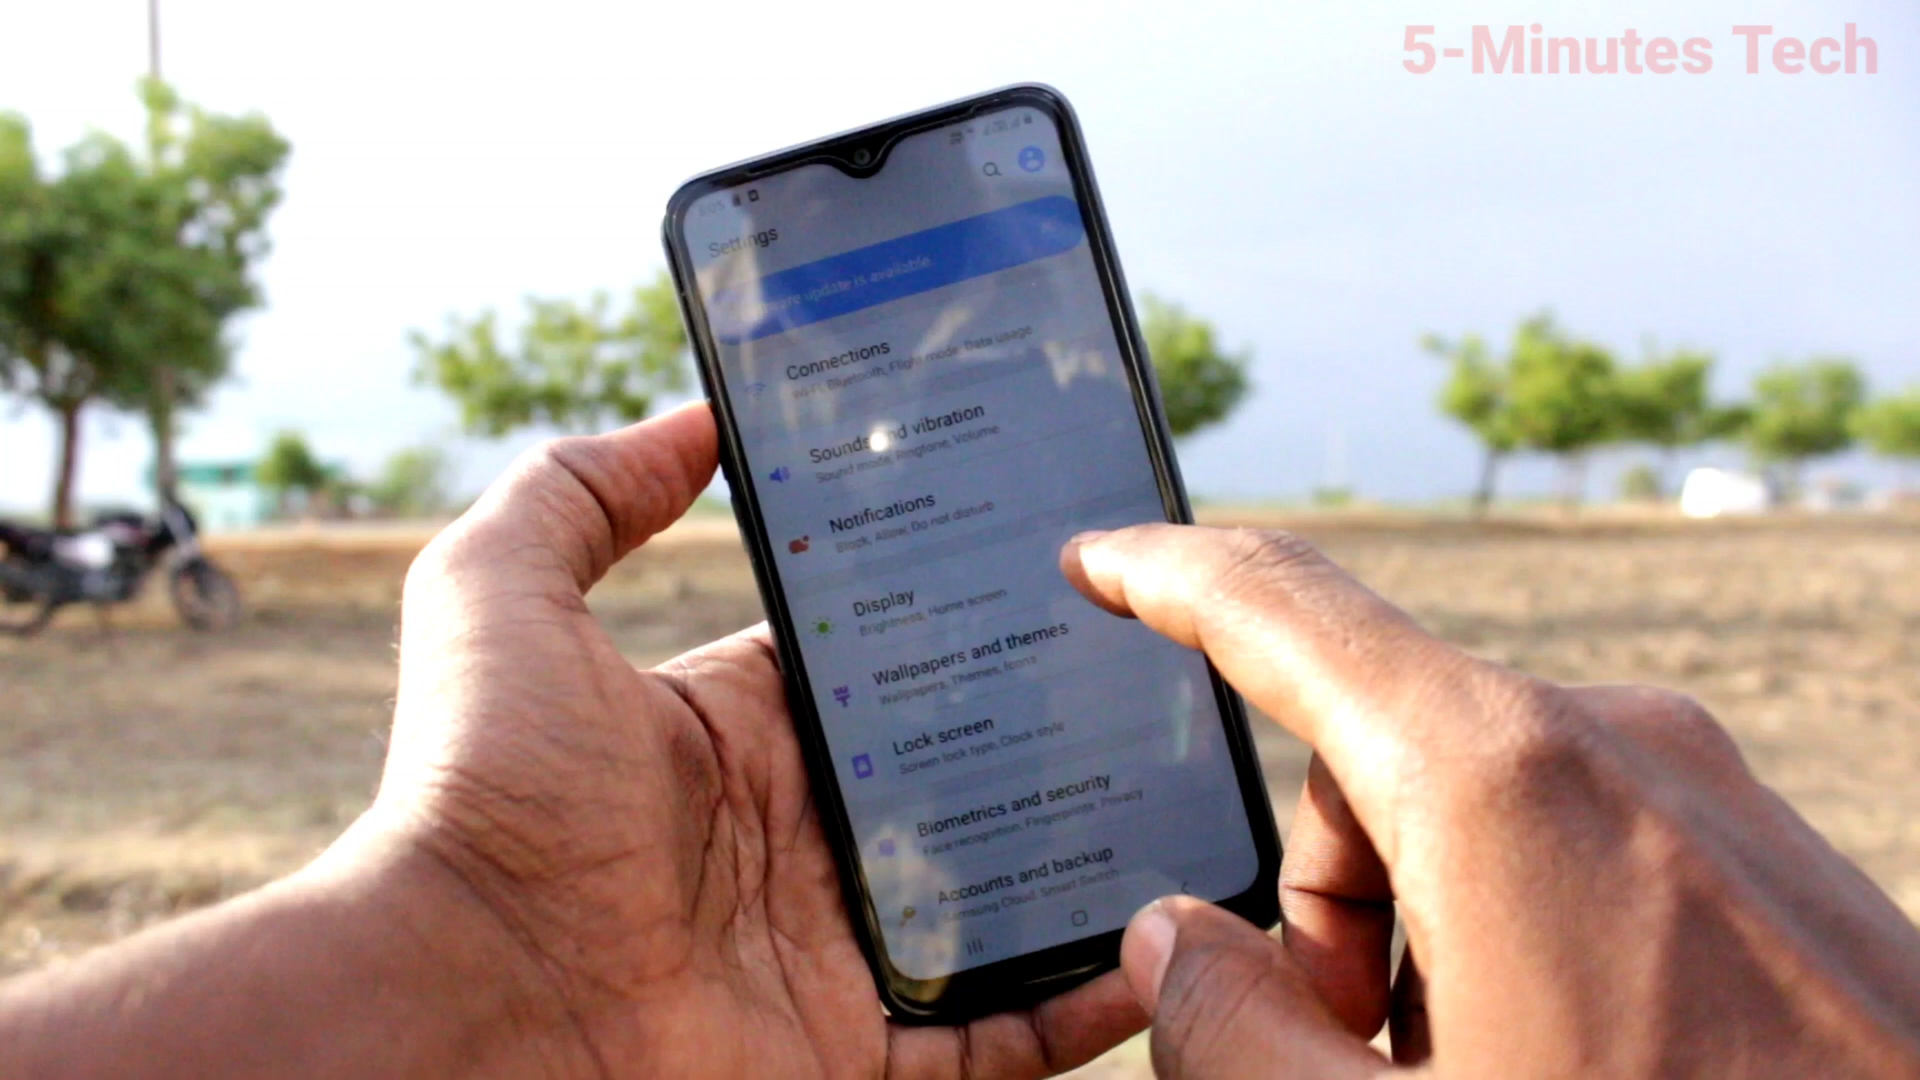 5-Minutes Tech
Settings
update is available
Connections
Wi-Fi, Bluetooth, Flight mode, Data usage
Sounds and vibration
Sound mode, Ringtone, Volume
Notifications
Block, Allow, Do not disturb
Display
Brightness, Home screen
Wallpapers and themes
Wallpapers, Themes, Icons
Lock screen
Screen lock type, Clock style
Biometrics and security
Face recognition, Fingerprints, Privacy
Accounts and backup
Samsung Cloud, Smart Switch